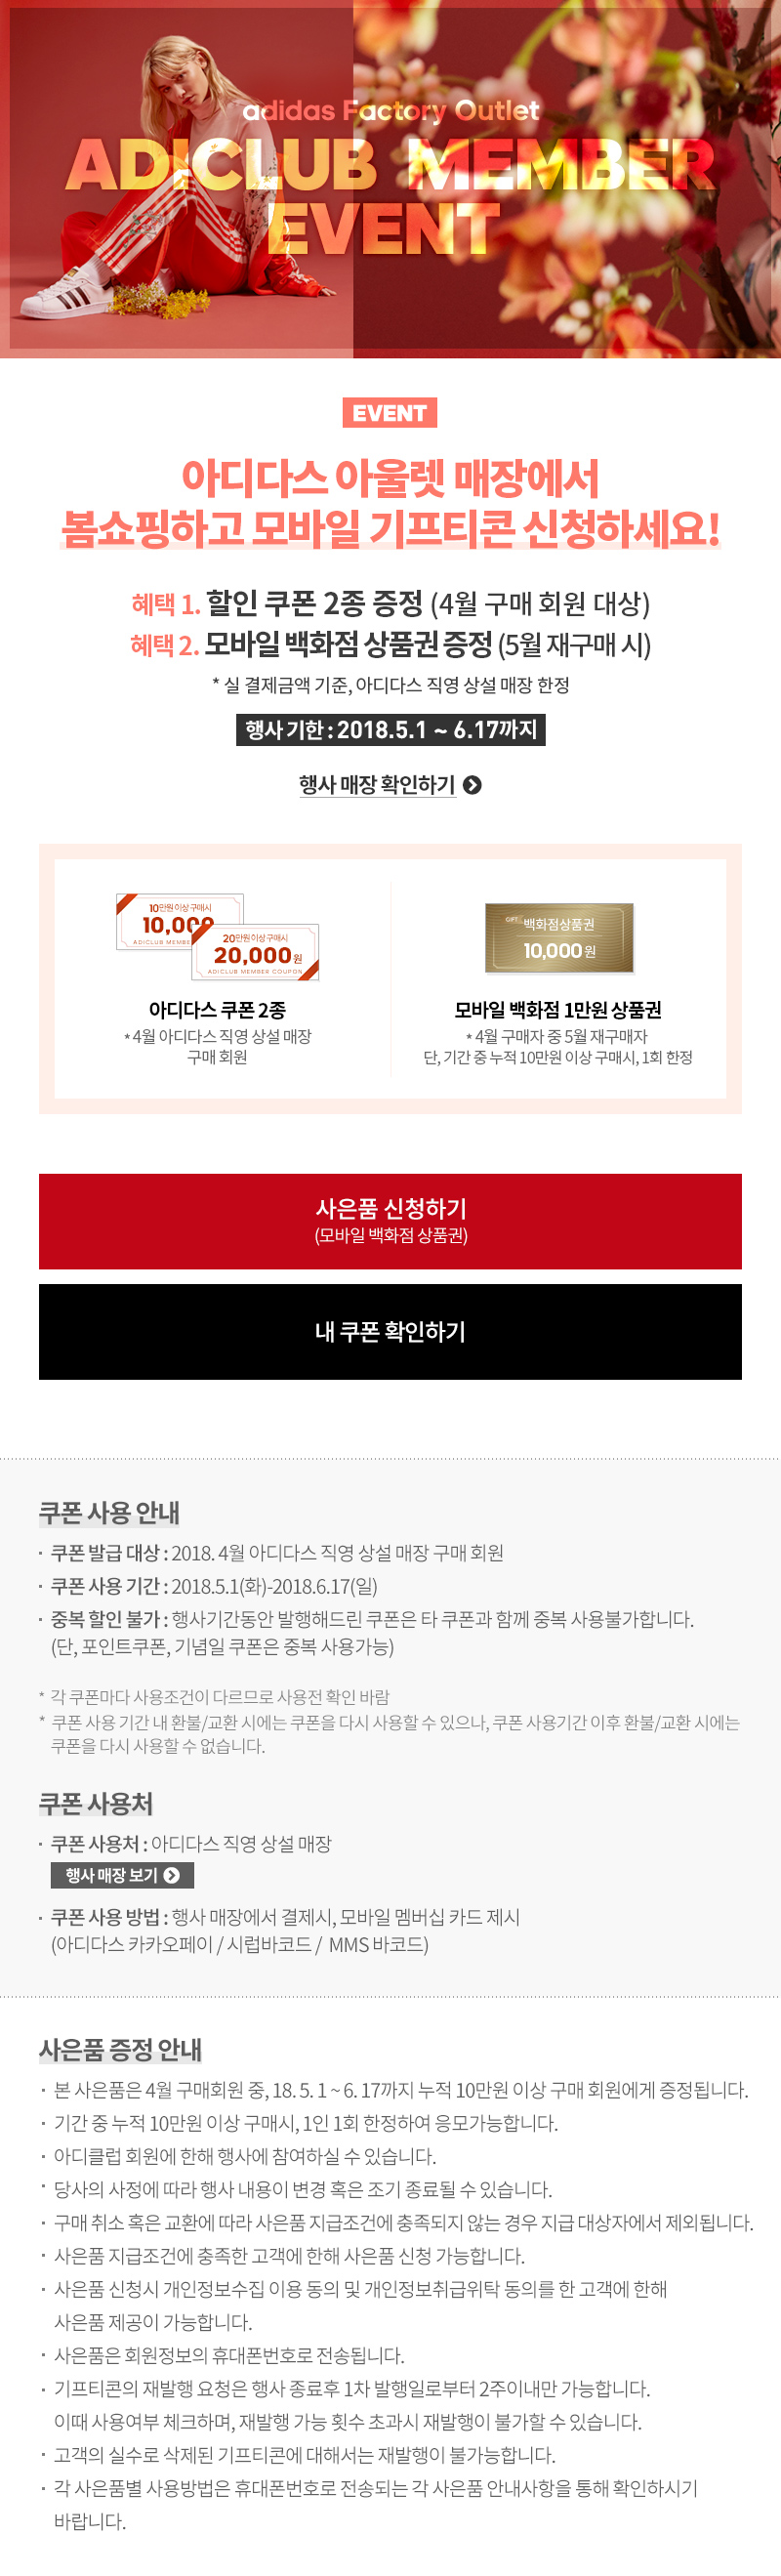 adidas Factory Outlet
ADICLUB MEMBER
EVENT
EVENT
아디다스 아울렛 매장에서
봄쇼핑하고 모바일 기프티콘 신청하세요!
혜택 1. 할인 쿠폰 2종 증정 (4월 구매 회원 대상)
혜택 2. 모바일 백화점 상품권 증정 (5월 재구매 시)
* 실 결제금액 기준, 아디다스 직영 상설 매장 한정
행사 기한 : 2018.5.1 ~ 6.17까지
행사 매장 확인하기
10만원 이상 구매시
10,000
ADICLUB MEMBE
20만원 이상 구매시
20,000원
ADICLUB MEMBER COUPON
아디다스 쿠폰 2종
* 4월 아디다스 직영 상설 매장
구매 회원
GIFT 백화점상품권
10,000 원
모바일 백화점 1만원 상품권
* 4월 구매자 중 5월 재구매자
단, 기간 중 누적 10만원 이상 구매시, 1회 한정
사은품 신청하기
(모바일 백화점 상품권)
내 쿠폰 확인하기
쿠폰 사용 안내
· 쿠폰 발급 대상 : 2018. 4월 아디다스 직영 상설 매장 구매 회원
· 쿠폰 사용 기간 : 2018.5.1(화)-2018.6.17(일)
· 중복 할인 불가 : 행사기간동안 발행해드린 쿠폰은 타 쿠폰과 함께 중복 사용불가합니다.
(단, 포인트쿠폰, 기념일 쿠폰은 중복 사용가능)
* 각 쿠폰마다 사용조건이 다르므로 사용전 확인 바람
* 쿠폰 사용 기간 내 환불/교환 시에는 쿠폰을 다시 사용할 수 있으나, 쿠폰 사용기간 이후 환불/교환 시에는
쿠폰을 다시 사용할 수 없습니다.
쿠폰 사용처
· 쿠폰 사용처 : 아디다스 직영 상설 매장
행사 매장 보기
· 쿠폰 사용 방법 : 행사 매장에서 결제시, 모바일 멤버십 카드 제시
(아디다스 카카오페이 / 시럽바코드 / MMS 바코드)
사은품 증정 안내
· 본 사은품은 4월 구매회원 중, 18. 5. 1 ~ 6. 17까지 누적 10만원 이상 구매 회원에게 증정됩니다.
· 기간 중 누적 10만원 이상 구매시, 1인 1회 한정하여 응모가능합니다.
· 아디클럽 회원에 한해 행사에 참여하실 수 있습니다.
· 당사의 사정에 따라 행사 내용이 변경 혹은 조기 종료될 수 있습니다.
· 구매 취소 혹은 교환에 따라 사은품 지급조건에 충족되지 않는 경우 지급 대상자에서 제외됩니다.
· 사은품 지급조건에 충족한 고객에 한해 사은품 신청 가능합니다.
· 사은품 신청시 개인정보수집 이용 동의 및 개인정보취급위탁 동의를 한 고객에 한해
사은품 제공이 가능합니다.
· 사은품은 회원정보의 휴대폰번호로 전송됩니다.
· 기프티콘의 재발행 요청은 행사 종료후 1차 발행일로부터 2주이내만 가능합니다.
이때 사용여부 체크하며, 재발행 가능 횟수 초과시 재발행이 불가할 수 있습니다.
· 고객의 실수로 삭제된 기프티콘에 대해서는 재발행이 불가능합니다.
· 각 사은품별 사용방법은 휴대폰번호로 전송되는 각 사은품 안내사항을 통해 확인하시기
바랍니다.